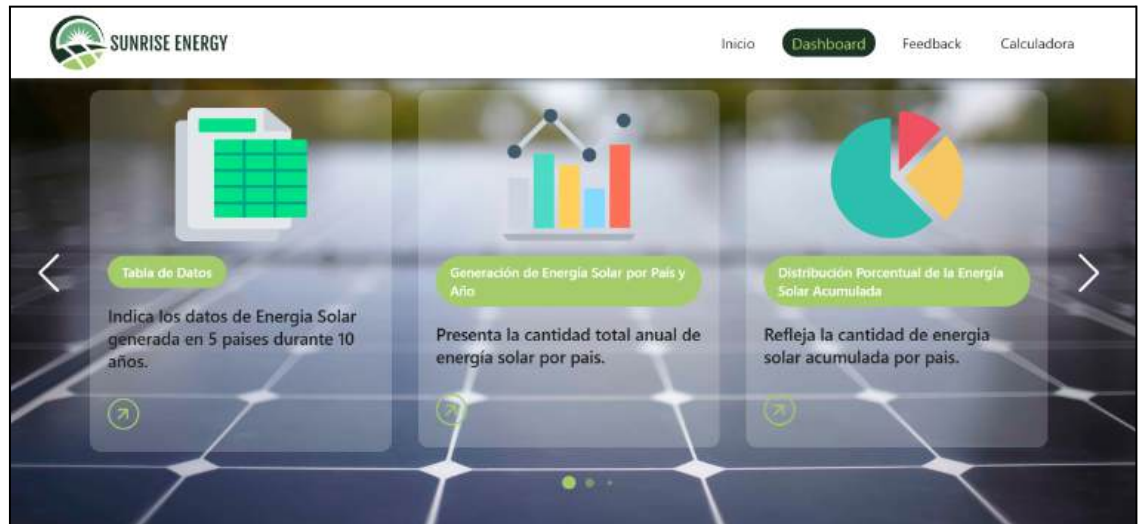 SUNRISE ENERGY
Inicio Dashboard Feedback Calculadora
Tabla de Datos
Indica los datos de Energia Solar
generada en 5 paises durante 10
años.
Generación de Energía Solar por País y
Año
Presenta la cantidad total anual de
energía solar por pais.
Distribución Porcentual de la Energía
Solar Acumulada
Refleja la cantidad de energia
solar acumulada por pais.